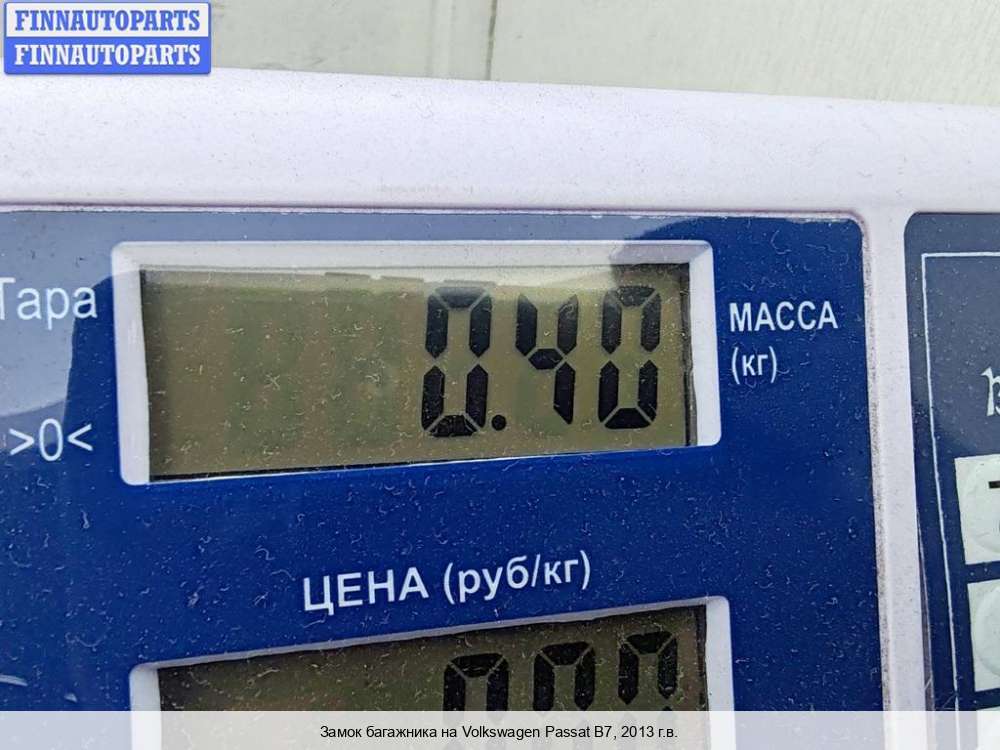 FINNAUTOPARTS
FINNAUTOPARTS
Тара
0.40
МАССА
(кг)
>0<
ЦЕНА (руб/кг)
Замок багажника на Volkswagen Passat B7, 2013 г.в.